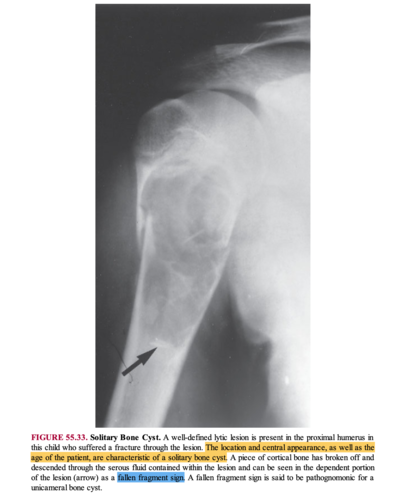 FIGURE 55.33. Solitary Bone Cyst. A well-defined lytic lesion is present in the proximal humerus in
this child who suffered a fracture through the lesion. The location and central appearance, as well as the
age of the patient, are characteristic of a solitary bone cyst. A piece of cortical bone has broken off and
descended through the serous fluid contained within the lesion and can be seen in the dependent portion
of the lesion (arrow) as a fallen fragment sign. A fallen fragment sign is said to be pathognomonic for a
unicameral bone cyst.